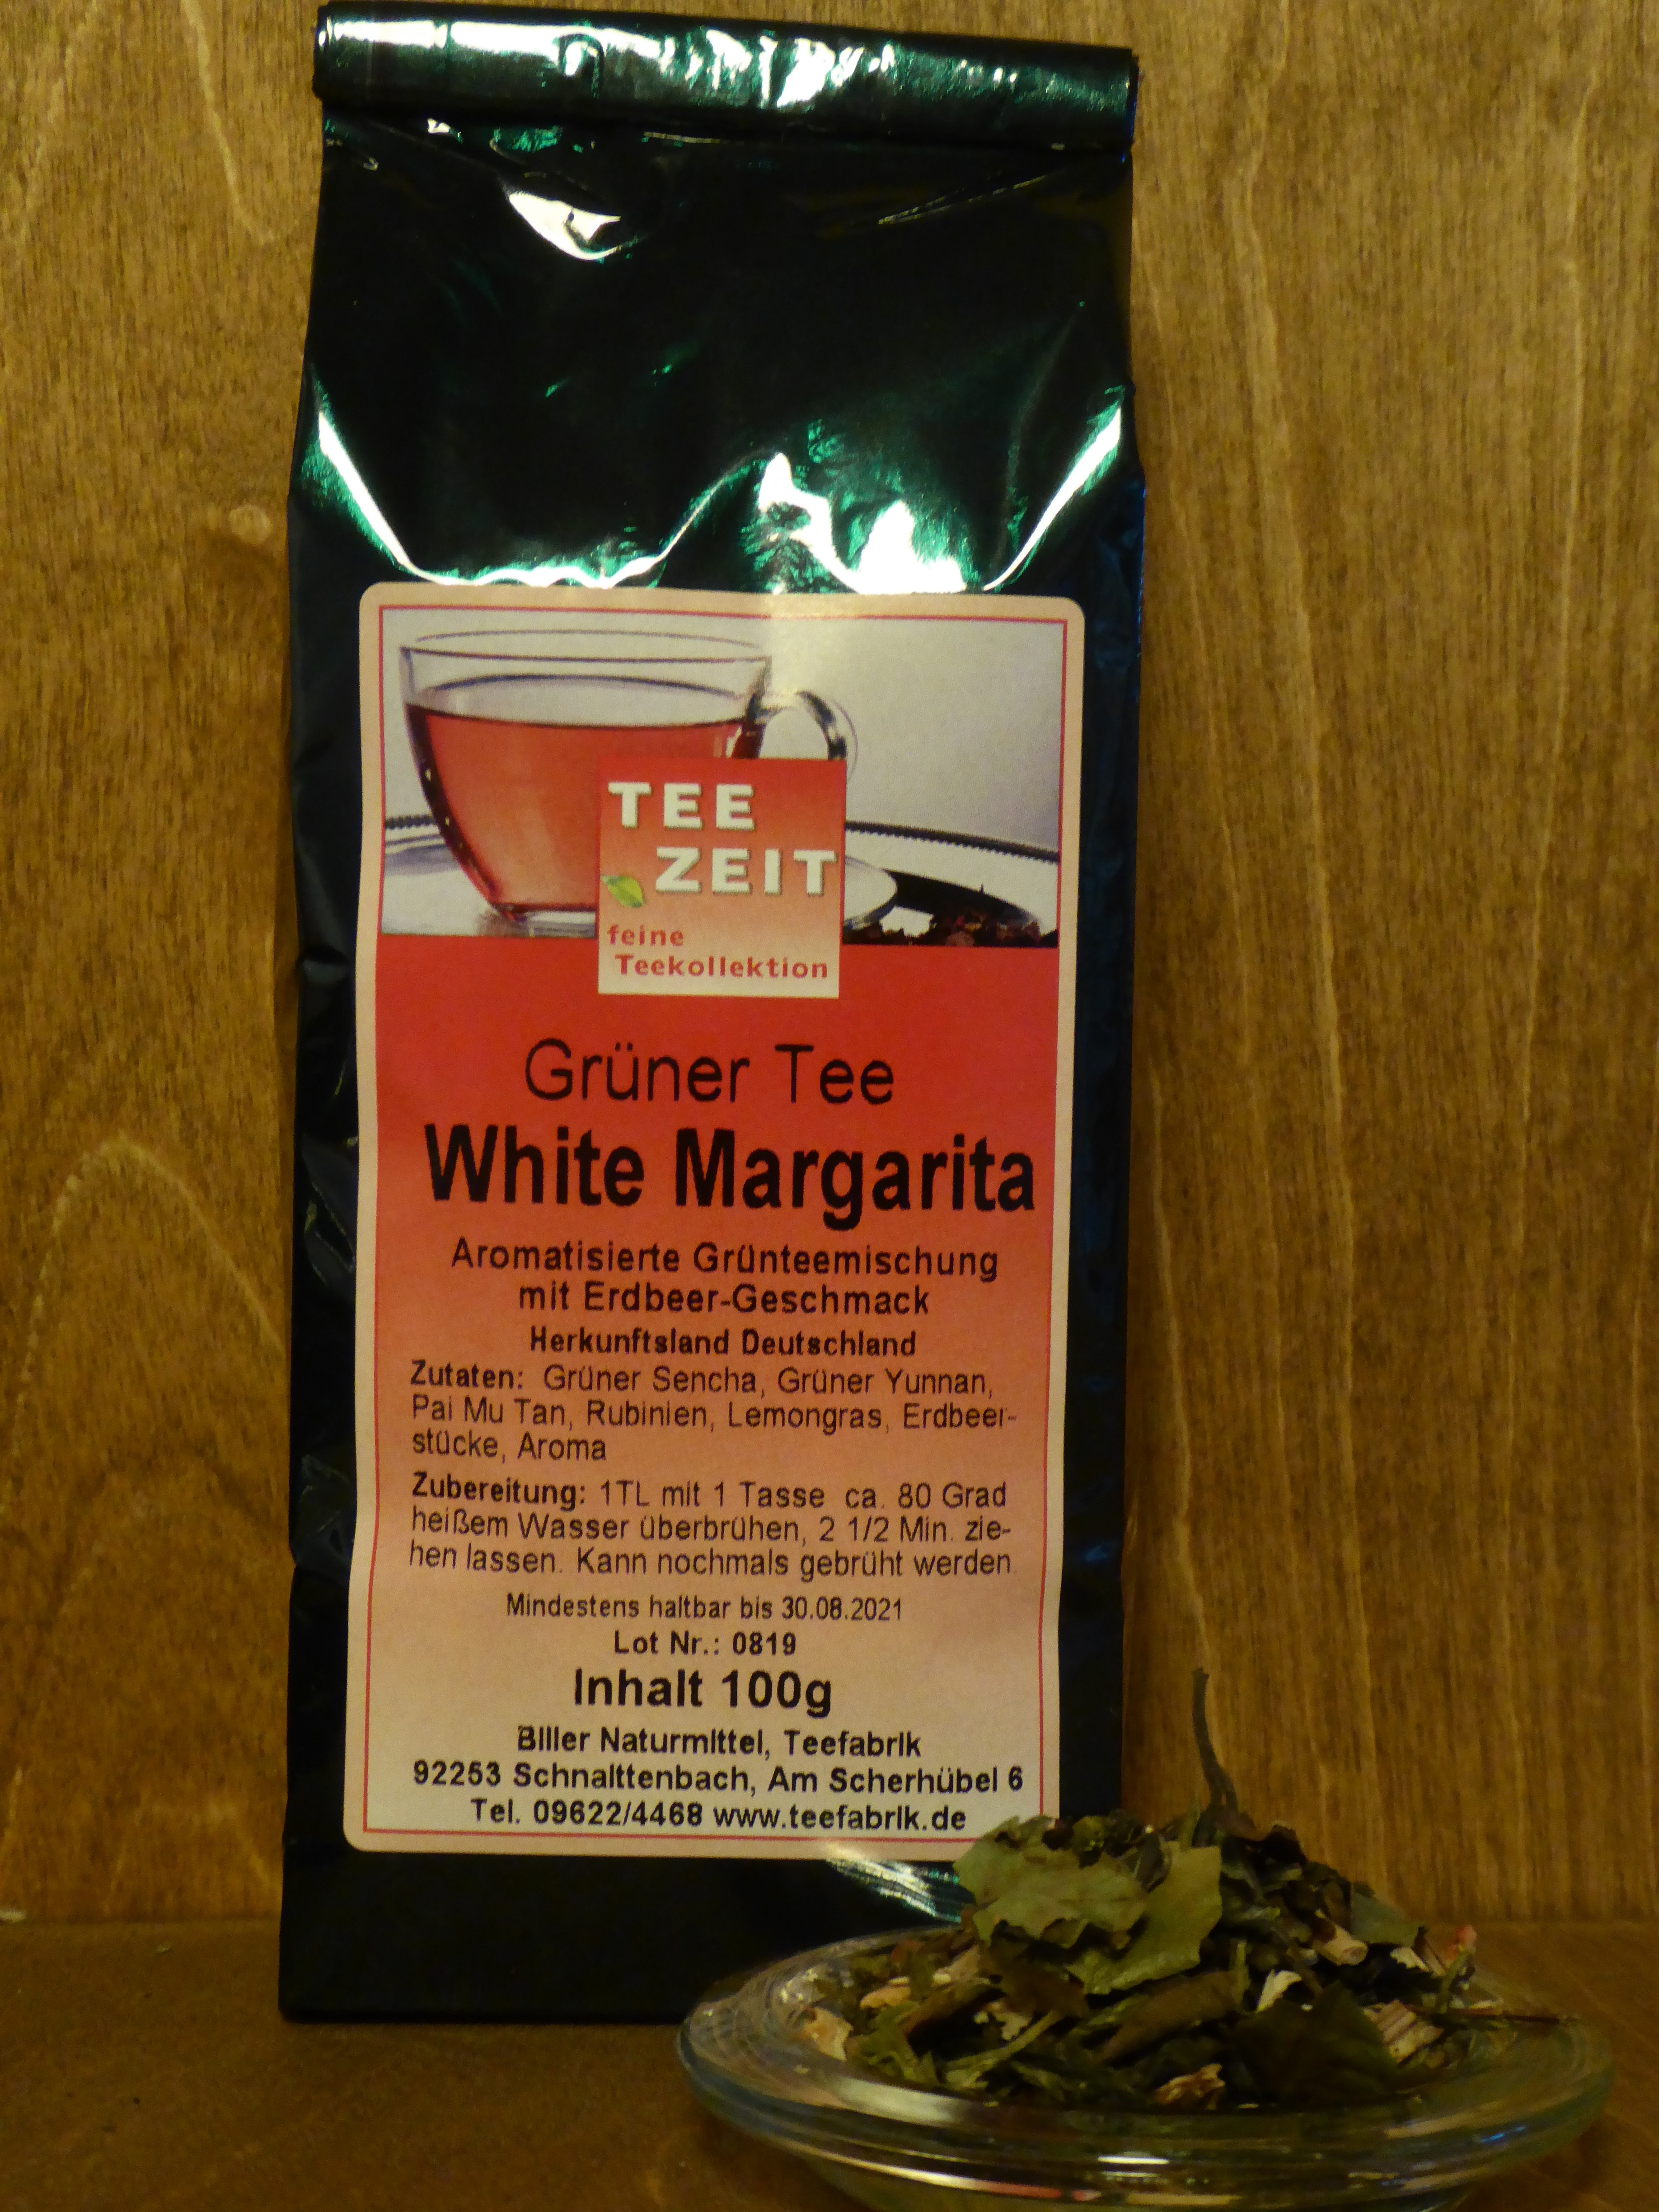 TEE
ZEIT
feine
Teekollektion
Grüner Tee
White Margarita
Aromatisierte Grünteemischung
mit Erdbeer-Geschmack
Herkunftsland Deutschland
Zutaten: Grüner Sencha, Grüner Yunnan,
Pai Mu Tan, Rubinien, Lemongras, Erdbeer-
stücke, Aroma
Zubereitung: 1TL mit 1 Tasse ca. 80 Grad
heißem Wasser überbrühen, 2 1/2 Min. zie-
hen lassen. Kann nochmals gebrüht werden.
Mindestens haltbar bis 30.08.2021
Lot Nr.: 0819
Inhalt 100g
Biller Naturmittel, Teefabrik
92253 Schnaittenbach, Am Scherhübel 6
Tel. 09622/4468 www.teefabrik.de